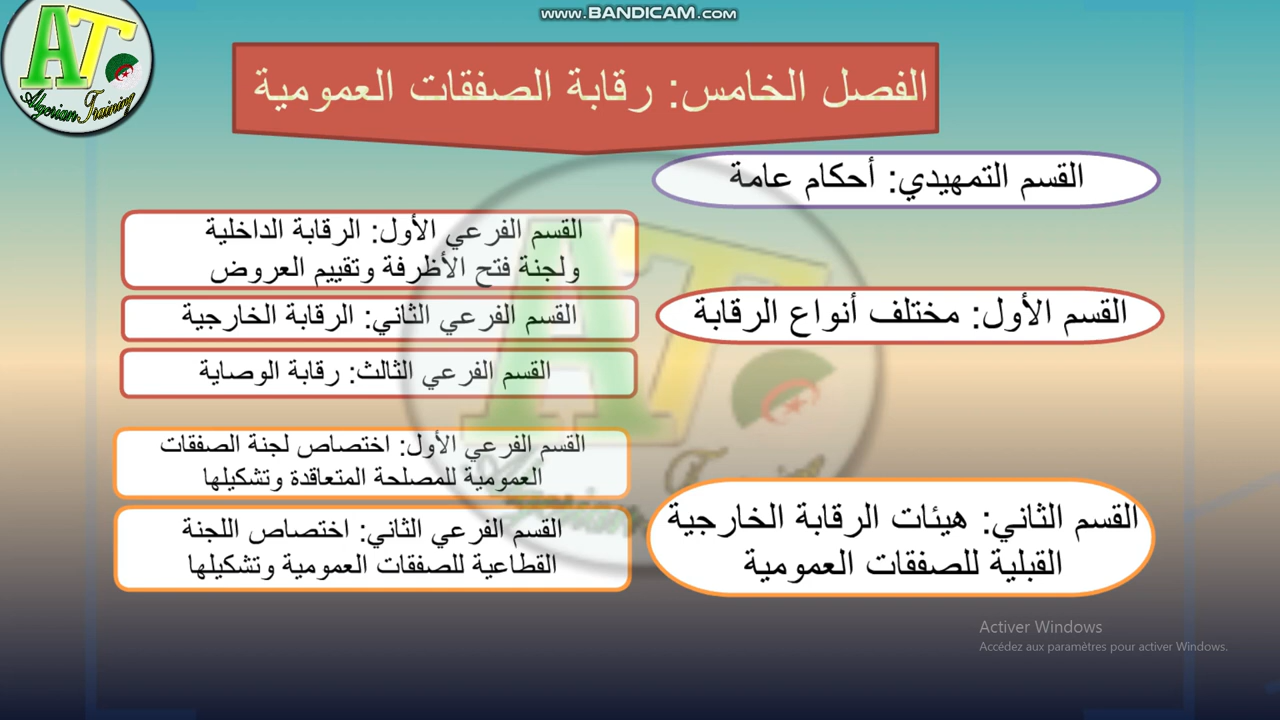 www.BANDICAM.com
AT
Algerian Training
الفصل الخامس: رقابة الصفقات العمومية
القسم التمهيدي: أحكام عامة
القسم الأول: مختلف أنواع الرقابة
القسم الفرعي الأول: الرقابة الداخلية
ولجنة فتح الأظرفة وتقييم العروض
القسم الفرعي الثاني: الرقابة الخارجية
القسم الفرعي الثالث: رقابة الوصاية
القسم الثاني: هيئات الرقابة الخارجية
القبلية للصفقات العمومية
القسم الفرعي الأول: اختصاص لجنة الصفقات
العمومية للمصلحة المتعاقدة وتشكيلها
القسم الفرعي الثاني: اختصاص اللجنة
القطاعية للصفقات العمومية وتشكيلها
Activer Windows
Accédez aux paramètres pour activer Windows.